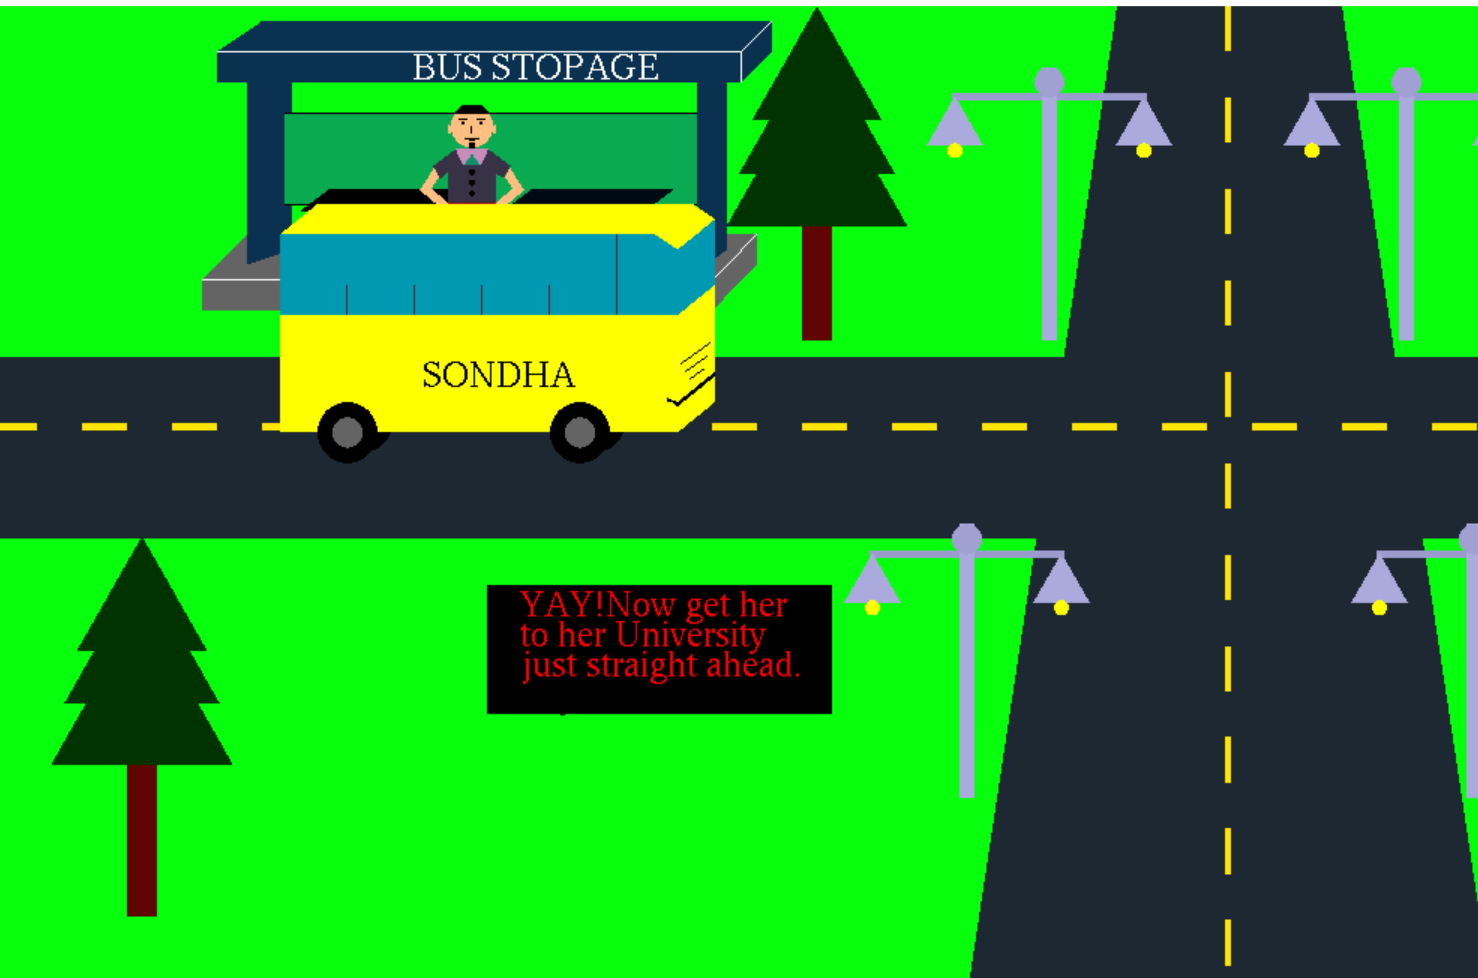 BUS STOPAGE
SONDHA
YAY!Now get her
to her University
just straight ahead.